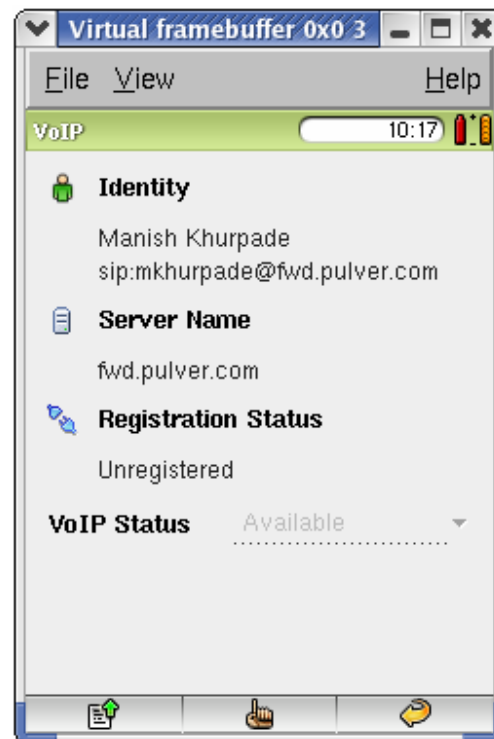 Virtual framebuffer 0x0 3
File View Help
VoIP 10:17
Identity
Manish Khurpade
sip:mkhurpade@fwd.pulver.com
Server Name
fwd.pulver.com
Registration Status
Unregistered
VoIP Status Available